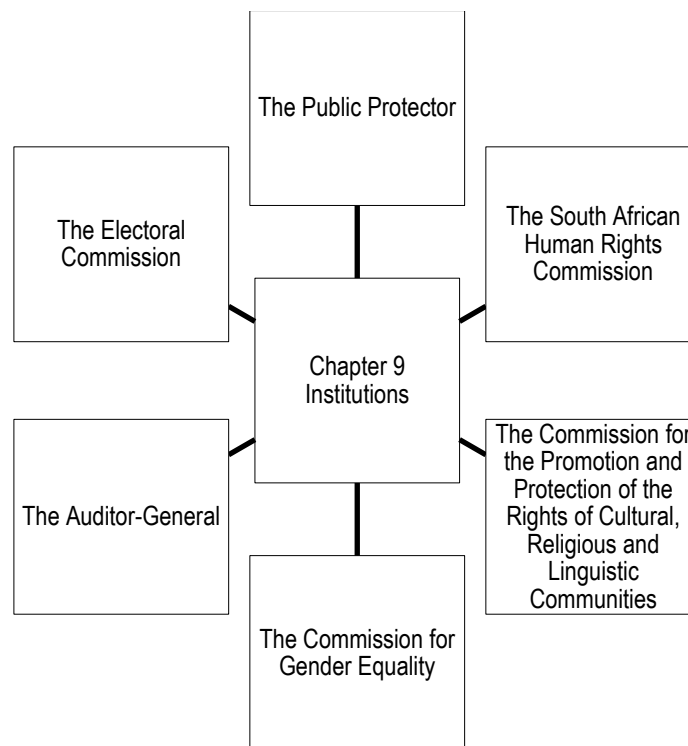 The Public Protector
The Electoral
Commission
The South African
Human Rights
Commission
Chapter 9
Institutions
The Auditor-General
The Commission for
the Promotion and
Protection of the
Rights of Cultural,
Religious and
Linguistic
Communities
The Commission for
Gender Equality